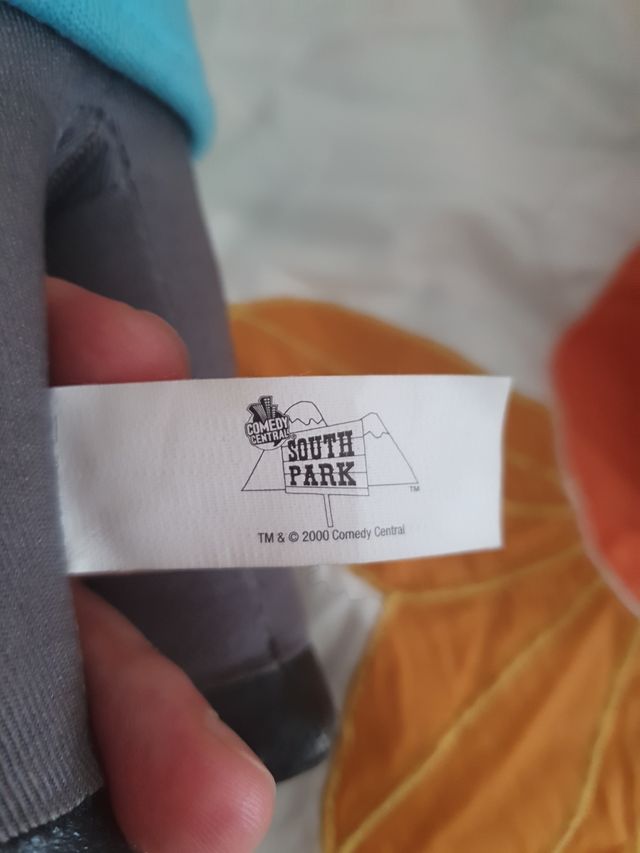 COMEDY
CENTRAL
SOUTH
PARK
TM
TM & © 2000 Comedy Central